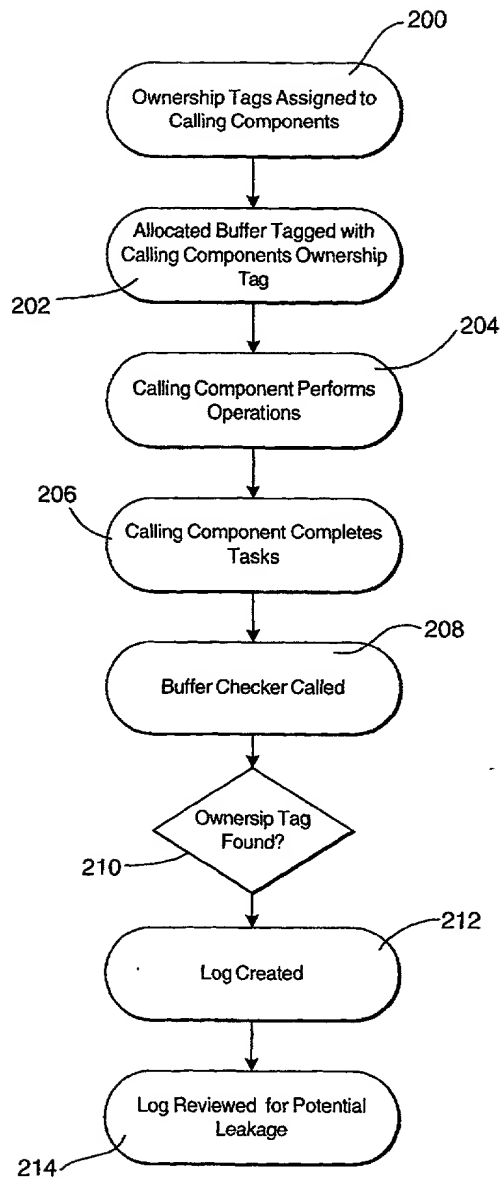 200
Ownership Tags Assigned to
Calling Components
Allocated Buffer Tagged with
Calling Components Ownership
Tag
202
204
Calling Component Performs
Operations
206
Calling Component Completes
Tasks
208
Buffer Checker Called
Ownersip Tag
Found?
210
212
Log Created
Log Reviewed for Potential
Leakage
214